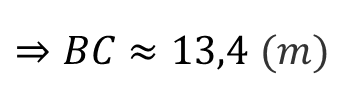 ⇒ BC ≈ 13,4 (m)